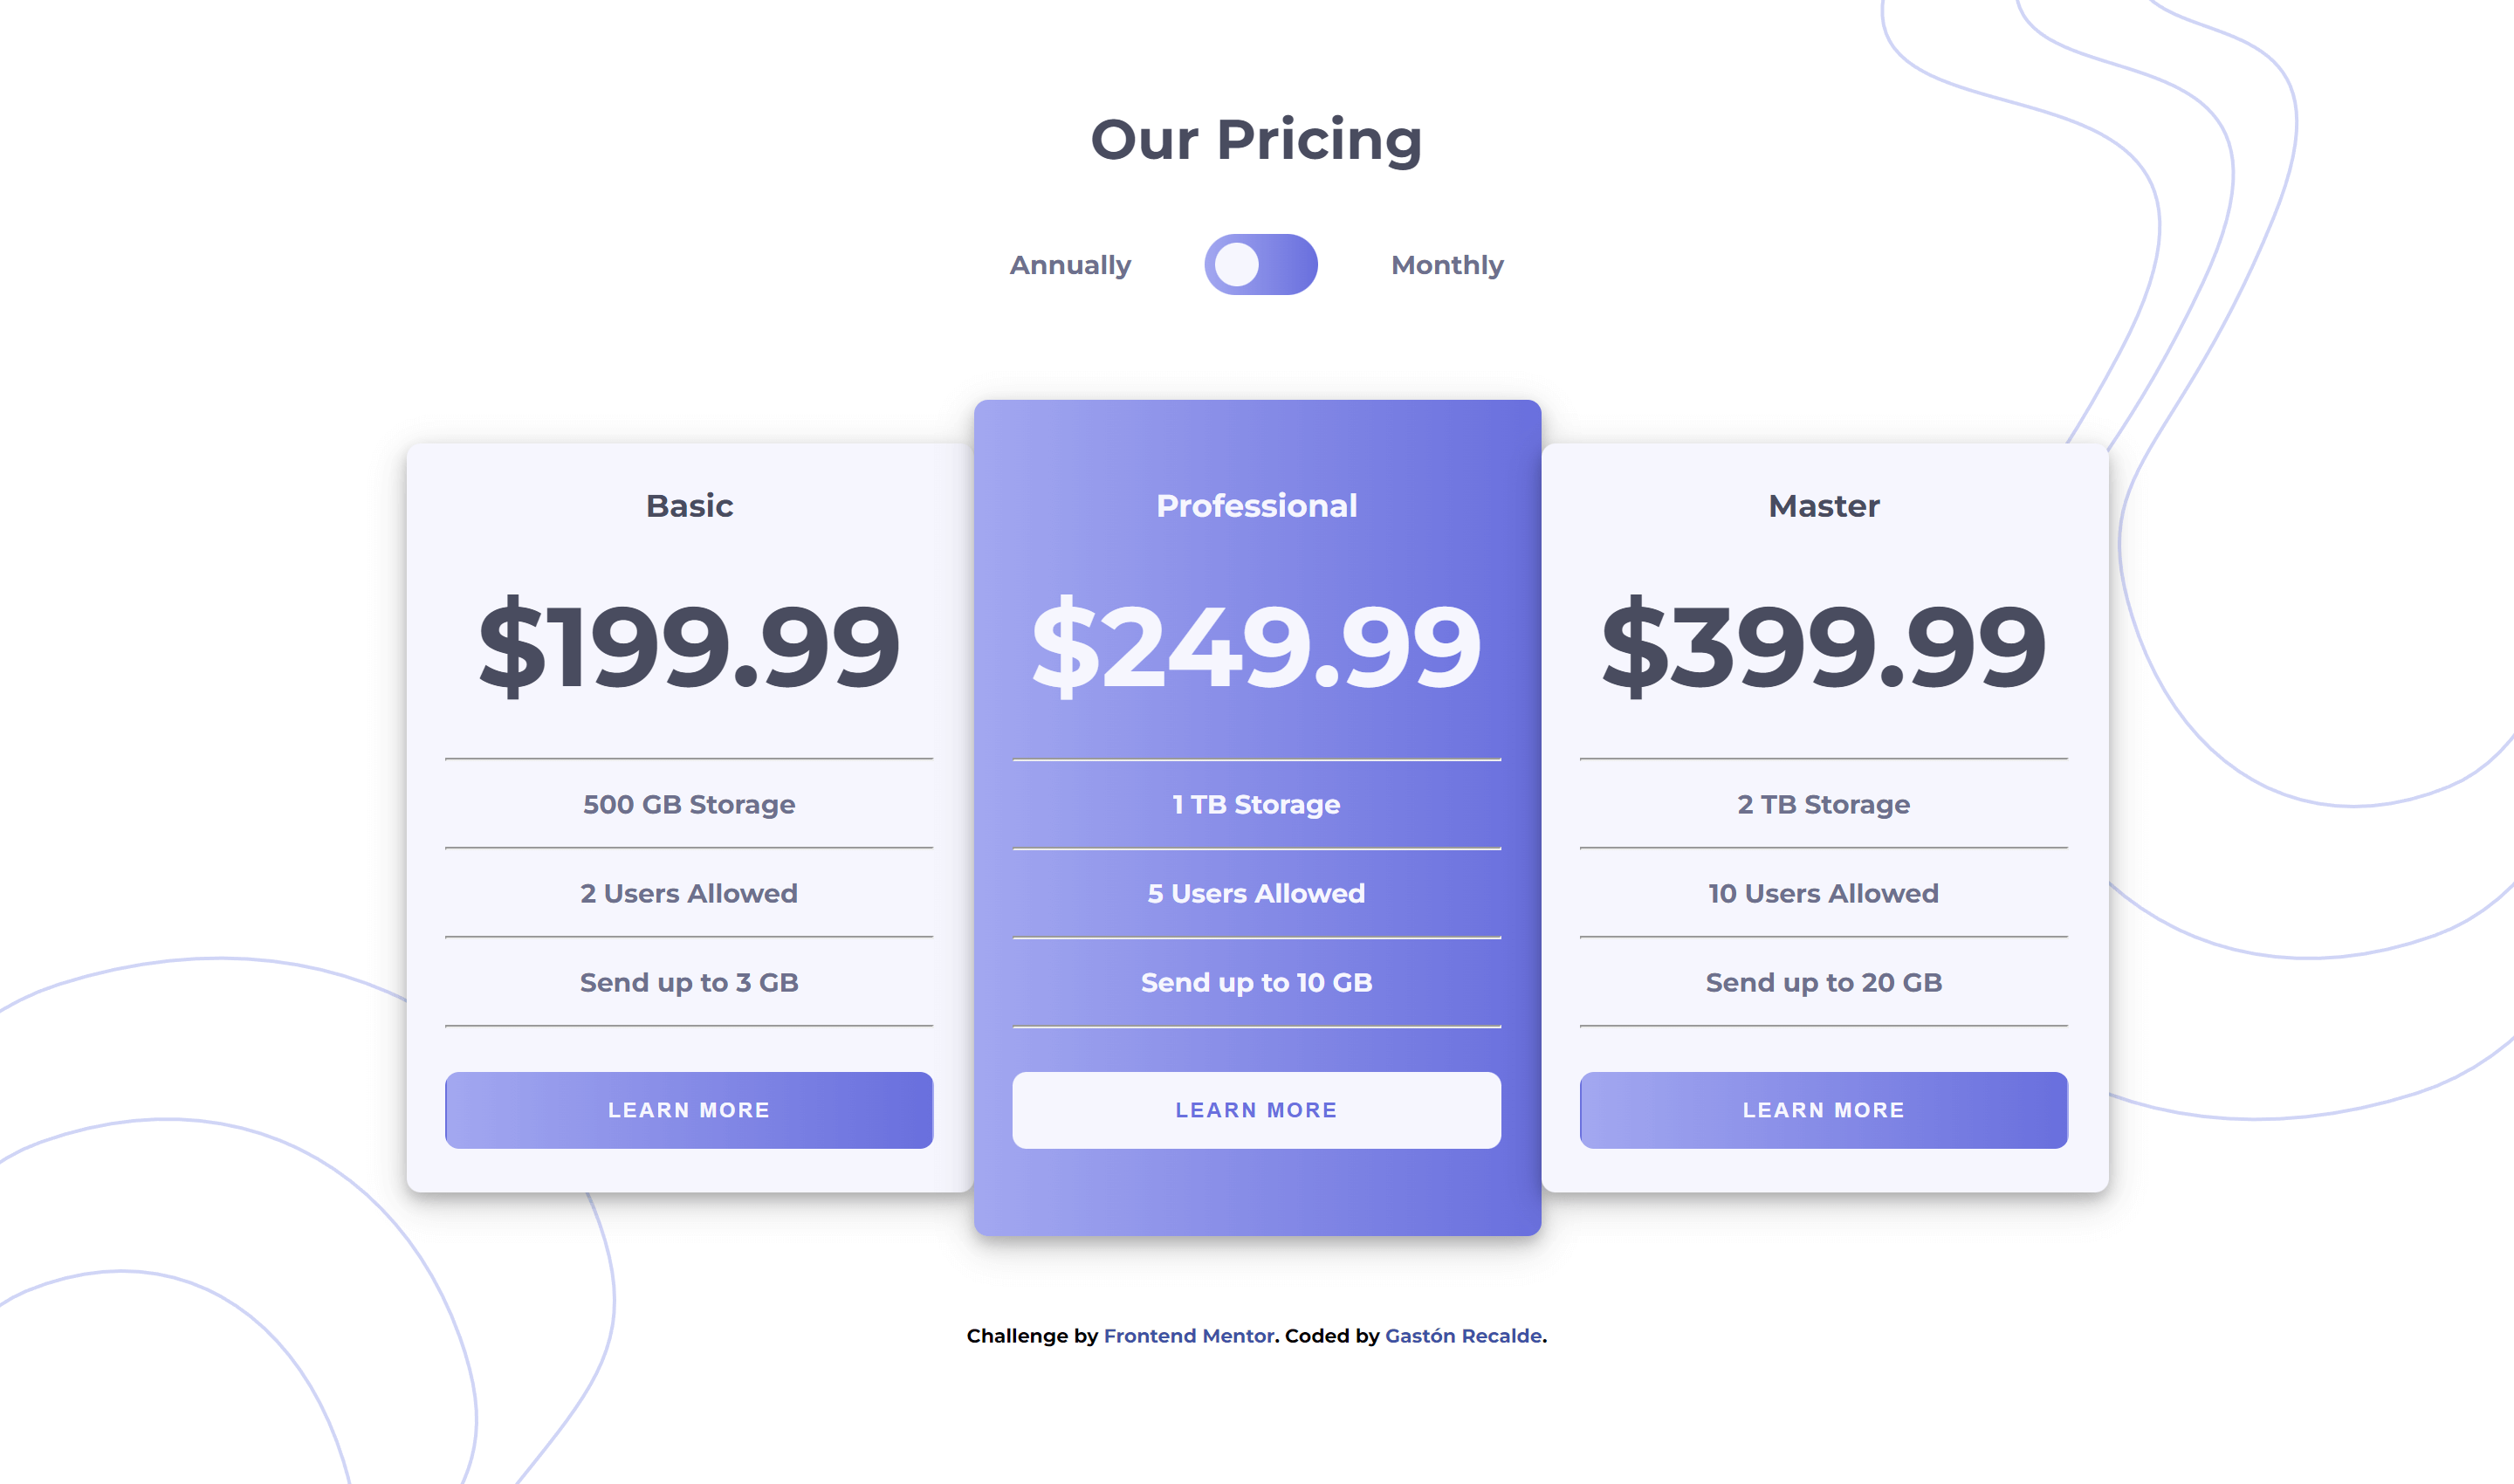 Our Pricing
Annually
Monthly
Basic
$199.99
500 GB Storage
2 Users Allowed
Send up to 3 GB
LEARN MORE
Professional
$249.99
1 TB Storage
5 Users Allowed
Send up to 10 GB
LEARN MORE
Master
$399.99
2 TB Storage
10 Users Allowed
Send up to 20 GB
LEARN MORE
Challenge by Frontend Mentor. Coded by Gastón Recalde.